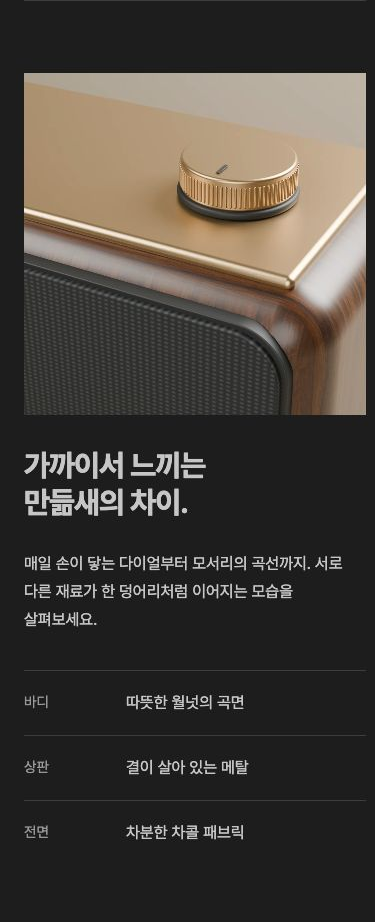 가까이서 느끼는
만듦새의 차이.
매일 손이 닿는 다이얼부터 모서리의 곡선까지. 서로
다른 재료가 한 덩어리처럼 이어지는 모습을
살펴보세요.
바디 따뜻한 월넛의 곡면
상판 결이 살아 있는 메탈
전면 차분한 차콜 패브릭